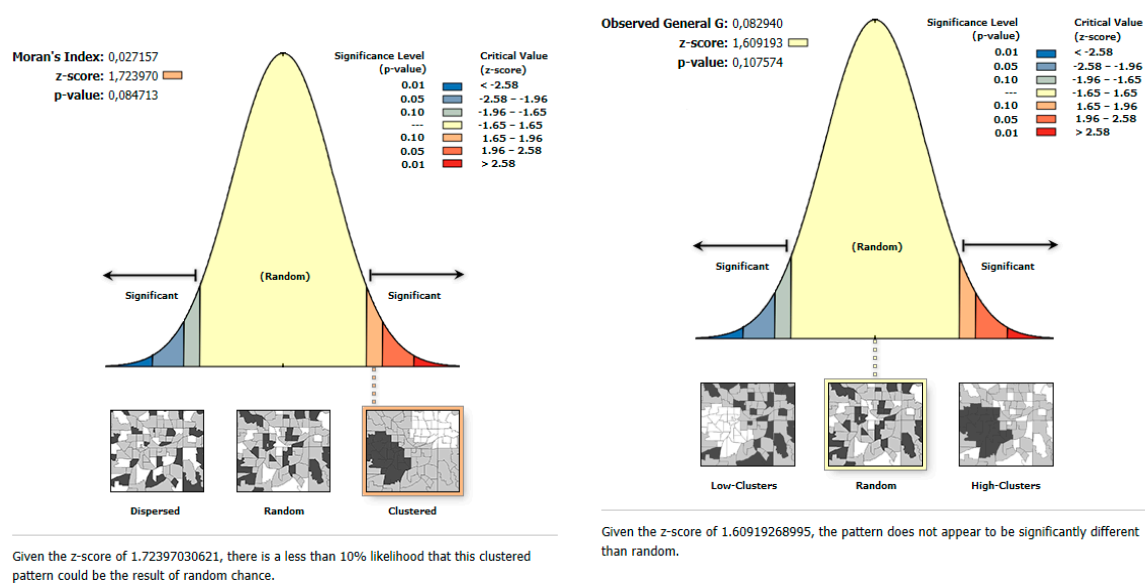 Moran's Index: 0,027157
z-score: 1,723970
p-value: 0,084713
Significance Level
(p-value)
Critical Value
(z-score)
0.01 < -2.58
0.05 -2.58 – -1.96
0.10 -1.96 – -1.65
--- -1.65 – 1.65
0.10 1.65 – 1.96
0.05 1.96 – 2.58
0.01 > 2.58
(Random)
Significant
Significant
Dispersed
Random
Clustered
Given the z-score of 1.72397030621, there is a less than 10% likelihood that this clustered
pattern could be the result of random chance.
Observed General G: 0,082940
z-score: 1,609193
p-value: 0,107574
Significance Level
(p-value)
Critical Value
(z-score)
0.01 < -2.58
0.05 -2.58 – -1.96
0.10 -1.96 – -1.65
--- -1.65 – 1.65
0.10 1.65 – 1.96
0.05 1.96 – 2.58
0.01 > 2.58
(Random)
Significant
Significant
Low-Clusters
Random
High-Clusters
Given the z-score of 1.60919268995, the pattern does not appear to be significantly different
than random.